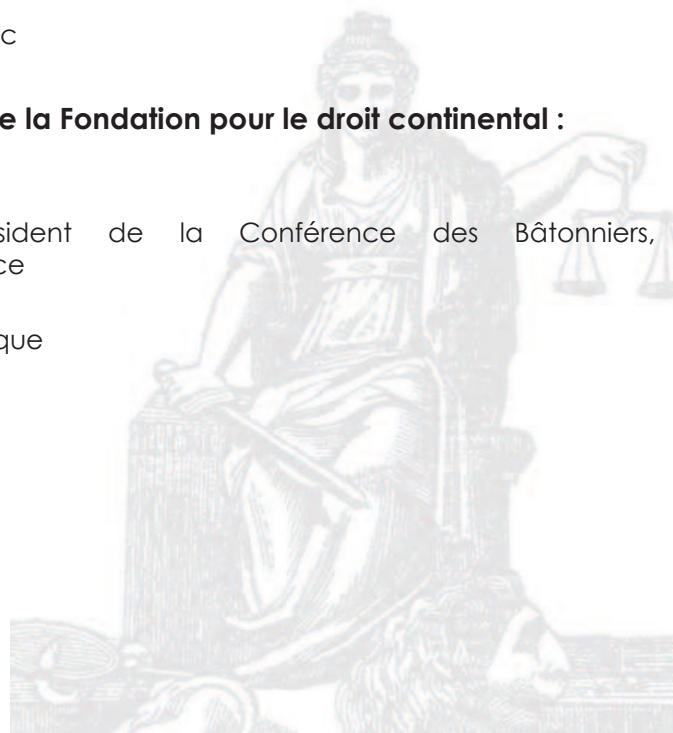 c
e la Fondation pour le droit continental :
sident de la Conférence des Bâtonniers,
ce
que